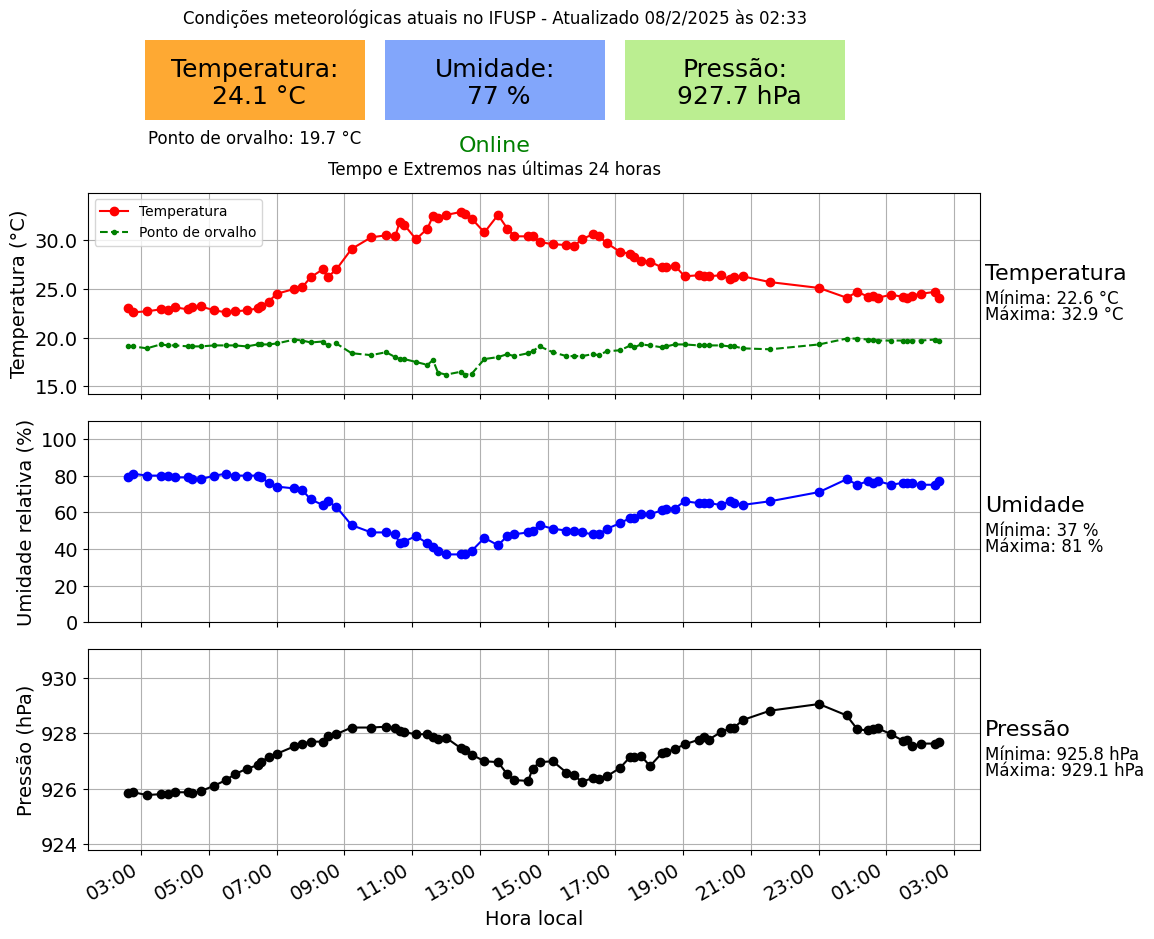 Condições meteorológicas atuais no IFUSP - Atualizado 08/2/2025 às 02:33
Temperatura:
24.1 °C
Umidade:
77 %
Pressão:
927.7 hPa
Ponto de orvalho: 19.7 °C
Online
Tempo e Extremos nas últimas 24 horas
Temperatura
Ponto de orvalho
Temperatura (°C)
30.0
25.0
20.0
15.0
Temperatura
Mínima: 22.6 °C
Máxima: 32.9 °C
Umidade relativa (%)
100
80
60
40
20
0
Umidade
Mínima: 37 %
Máxima: 81 %
Pressão (hPa)
930
928
926
924
Pressão
Mínima: 925.8 hPa
Máxima: 929.1 hPa
03:00
05:00
07:00
09:00
11:00
13:00
15:00
17:00
19:00
21:00
23:00
01:00
03:00
Hora local